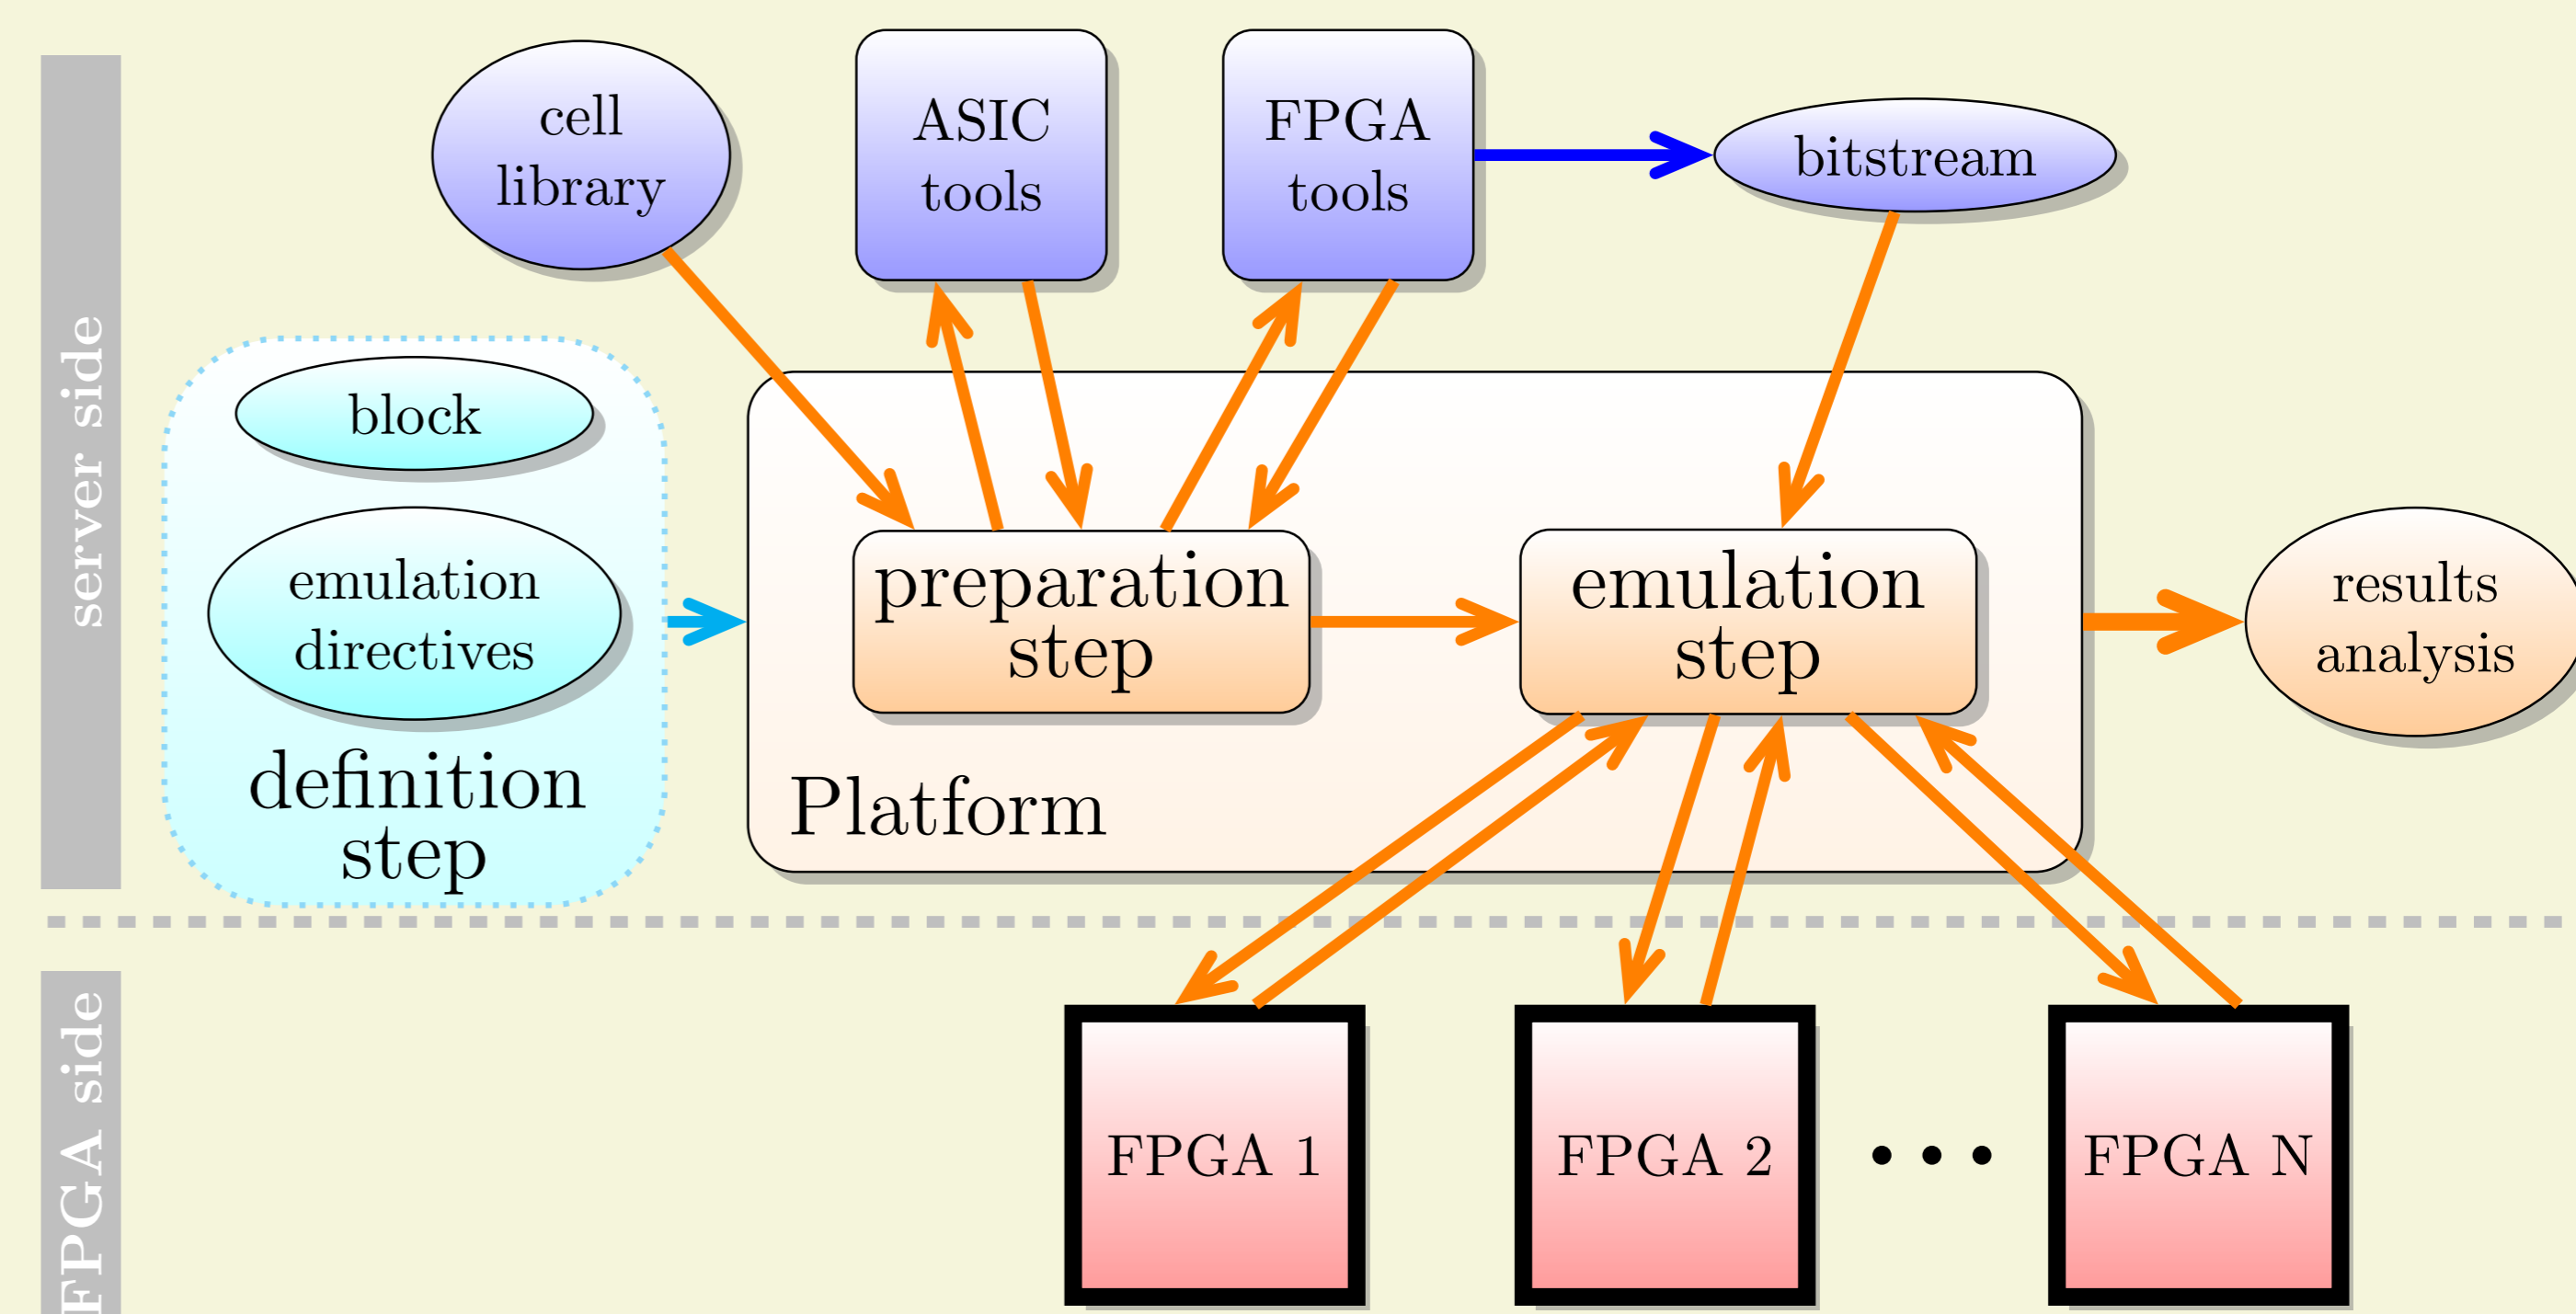 server side
cell
library
ASIC
tools
FPGA
tools
bitstream
block
emulation
directives
definition
step
preparation
step
emulation
step
Platform
results
analysis
FPGA side
FPGA 1
FPGA 2
FPGA N